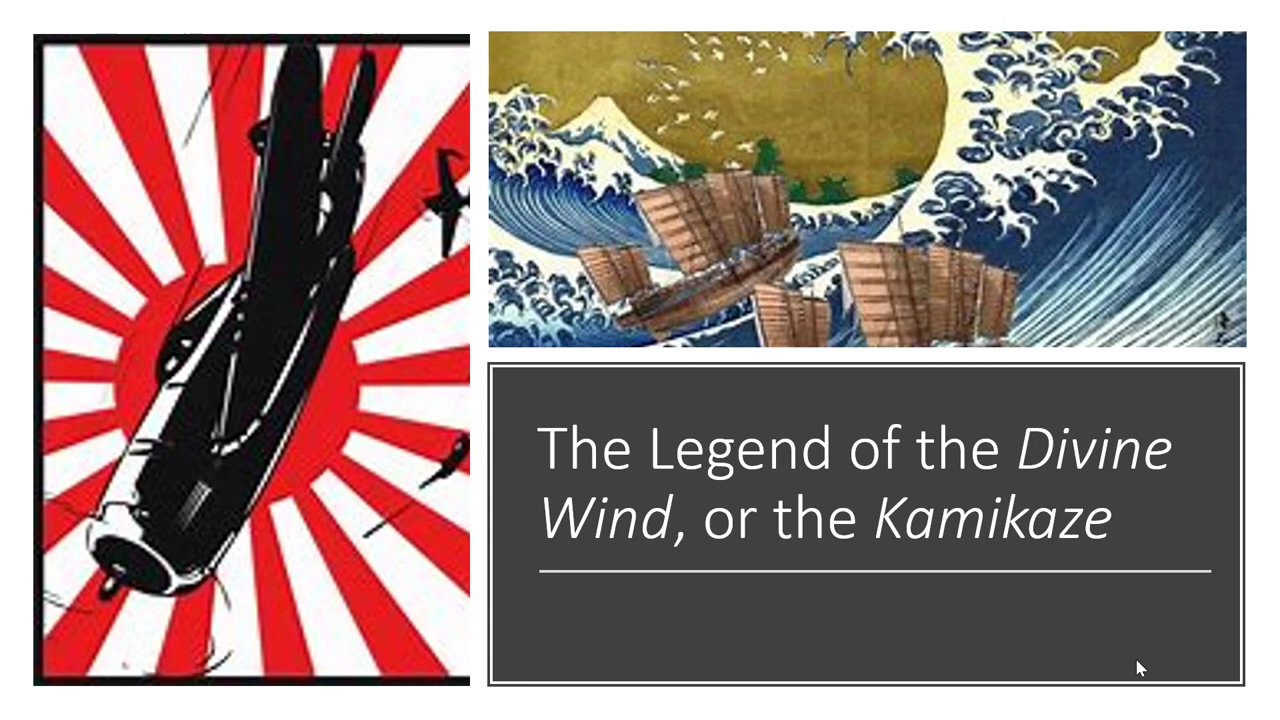 The Legend of the Divine
Wind, or the Kamikaze